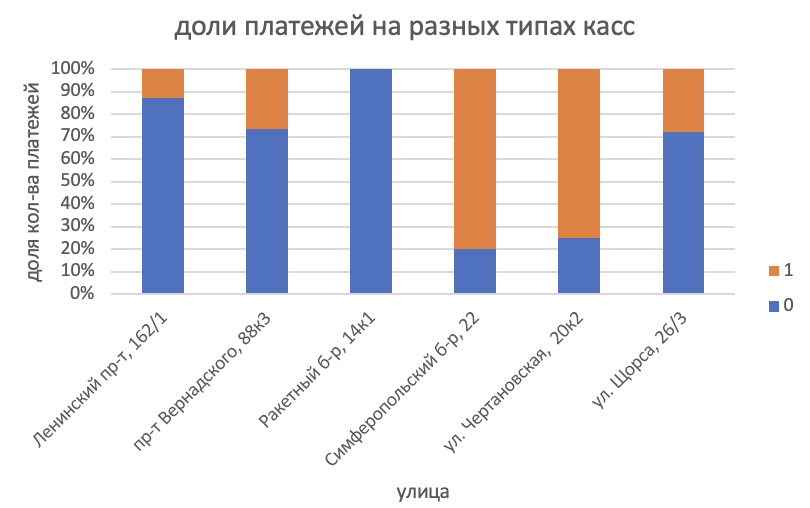 доли платежей на разных типах касс
доля кол-ва платежей
100%
90%
80%
70%
60%
50%
40%
30%
20%
10%
0%
Ленинский пр-т, 162/1
пр-т Вернадского, 88к3
Ракетный б-р, 14к1
Симферопольский б-р, 22
ул. Чертановская, 20к2
ул. Щорса, 26/3
улица
1
0